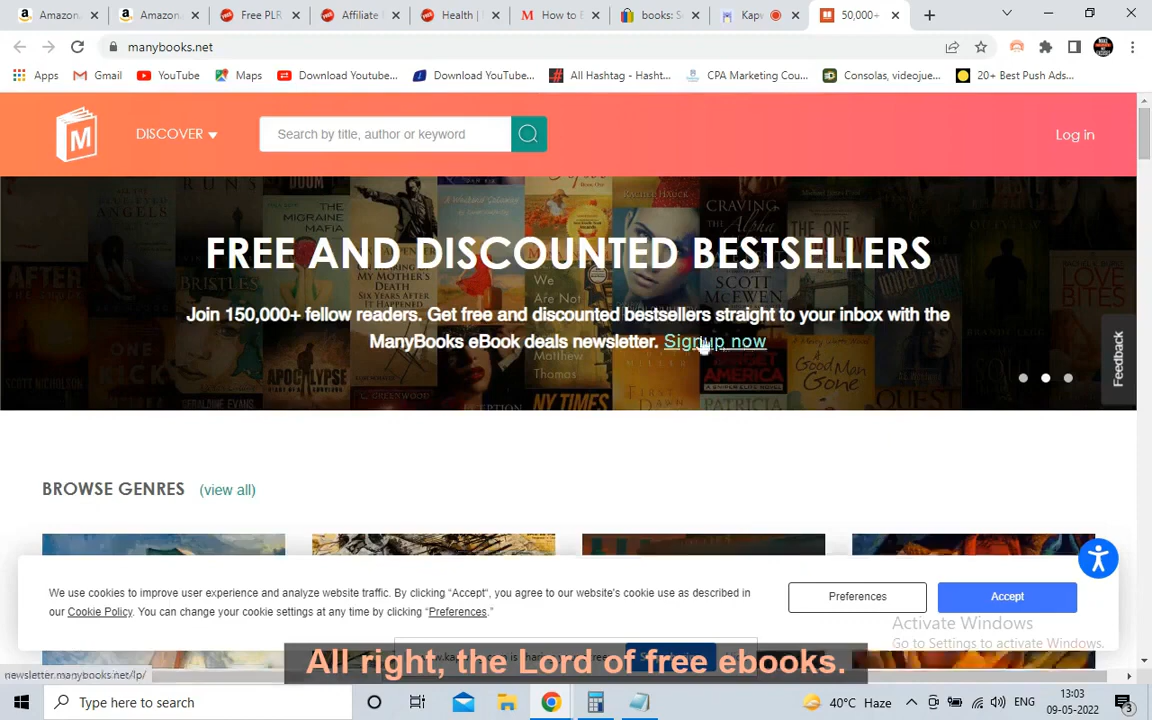 Amazon.
Amazon.
Free PLR
Affiliate
Health |
How to E
books: S
Kapw
50,000+
manybooks.net
Apps
Gmail
YouTube
Maps
Download Youtube...
Download YouTube...
All Hashtag - Hasht...
CPA Marketing Cou...
Consolas, videojue...
20+ Best Push Ads...
M
DISCOVER
Search by title, author or keyword
Log in
FREE AND DISCOUNTED BESTSELLERS
Join 150,000+ fellow readers. Get free and discounted bestsellers straight to your inbox with the
ManyBooks eBook deals newsletter. Sign up now
Feedback
BROWSE GENRES (view all)
We use cookies to improve user experience and analyze website traffic. By clicking “Accept“, you agree to our website's cookie use as described in
our Cookie Policy. You can change your cookie settings at any time by clicking “Preferences.”
Preferences
Accept
Activate Windows
Go to Settings to activate Windows.
All right, the Lord of free ebooks.
newsletter.manybooks.net/lp/
Type here to search
40°C Haze
ENG
13:03
09-05-2022
3